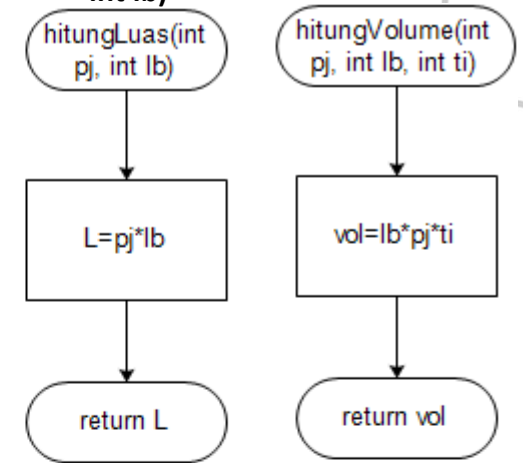 hitungLuas(int
pj, int lb)
L=pj*lb
return L
hitungVolume(int
pj, int lb, int ti)
vol=lb*pj*ti
return vol